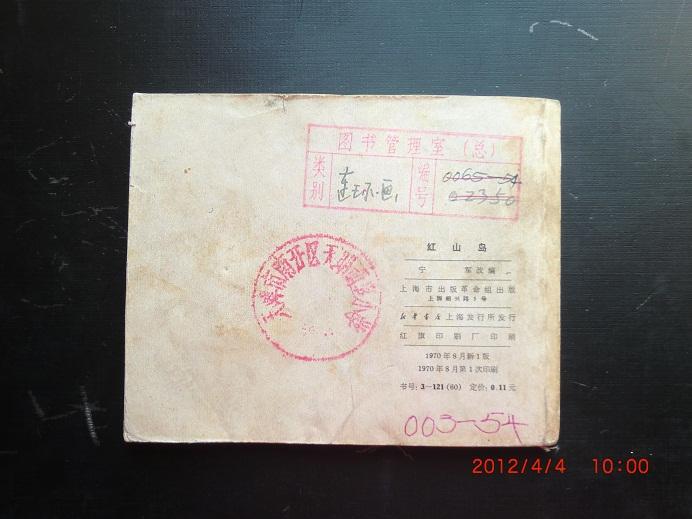 图书管理室（总）
类别 连环画 编号 0065-54
02350
红山岛
宁 军改编
上海市出版革命组出版
上海绍兴路5号
新华书店上海发行所发行
红旗印刷厂印刷
1970年8月新1版
1970年8月第1次印刷
书号：3-121(60) 定价：0.11元
003-54
2012/4/4 10:00